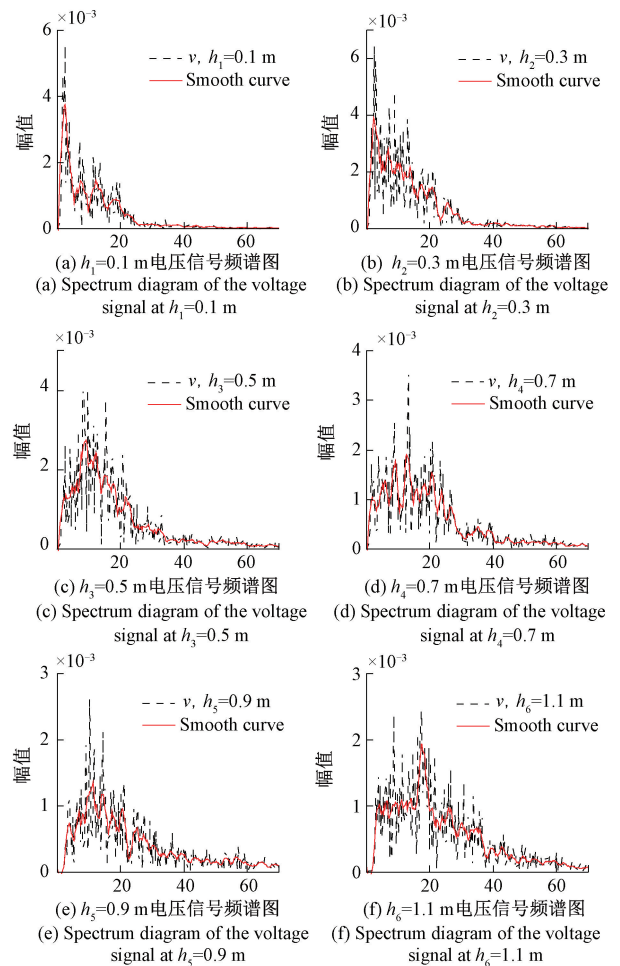 ×10⁻³
6
4
2
0
幅值
v, h₁=0.1 m
Smooth curve
20 40 60
(a) h₁=0.1 m电压信号频谱图
(a) Spectrum diagram of the voltage
signal at h₁=0.1 m
×10⁻³
6
4
2
0
幅值
v, h₂=0.3 m
Smooth curve
20 40 60
(b) h₂=0.3 m电压信号频谱图
(b) Spectrum diagram of the voltage
signal at h₂=0.3 m
×10⁻³
4
2
0
幅值
v, h₃=0.5 m
Smooth curve
20 40 60
(c) h₃=0.5 m电压信号频谱图
(c) Spectrum diagram of the voltage
signal at h₃=0.5 m
×10⁻³
4
3
2
1
0
幅值
v, h₄=0.7 m
Smooth curve
20 40 60
(d) h₄=0.7 m电压信号频谱图
(d) Spectrum diagram of the voltage
signal at h₄=0.7 m
×10⁻³
3
2
1
0
幅值
v, h₅=0.9 m
Smooth curve
20 40 60
(e) h₅=0.9 m电压信号频谱图
(e) Spectrum diagram of the voltage
signal at h₅=0.9 m
×10⁻³
3
2
1
0
幅值
v, h₆=1.1 m
Smooth curve
20 40 60
(f) h₆=1.1 m电压信号频谱图
(f) Spectrum diagram of the voltage
signal at h₆=1.1 m